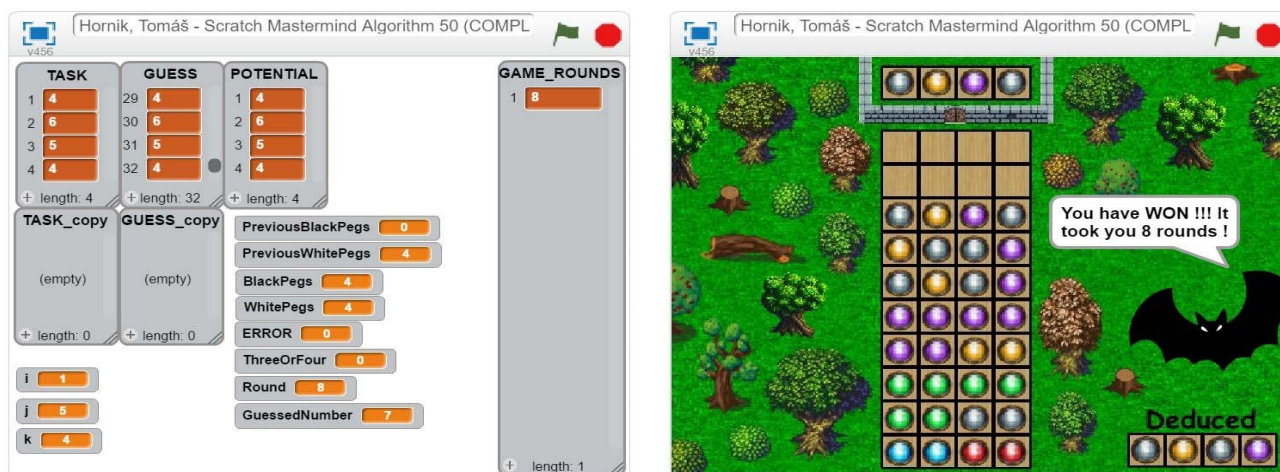 Hornik, Tomáš - Scratch Mastermind Algorithm 50 (COMPL
v456
TASK
1 4
2 6
3 5
4 4
+ length: 4
GUESS
29 4
30 6
31 5
32 4
+ length: 32
POTENTIAL
1 4
2 6
3 5
4 4
+ length: 4
GAME_ROUNDS
1 8
+ length: 1
TASK_copy
(empty)
+ length: 0
GUESS_copy
(empty)
+ length: 0
PreviousBlackPegs 0
PreviousWhitePegs 4
BlackPegs 4
WhitePegs 4
ERROR 0
ThreeOrFour 0
Round 8
GuessedNumber 7
i 1
j 5
k 4
Hornik, Tomáš - Scratch Mastermind Algorithm 50 (COMPL
v456
You have WON !!! It
took you 8 rounds !
Deduced